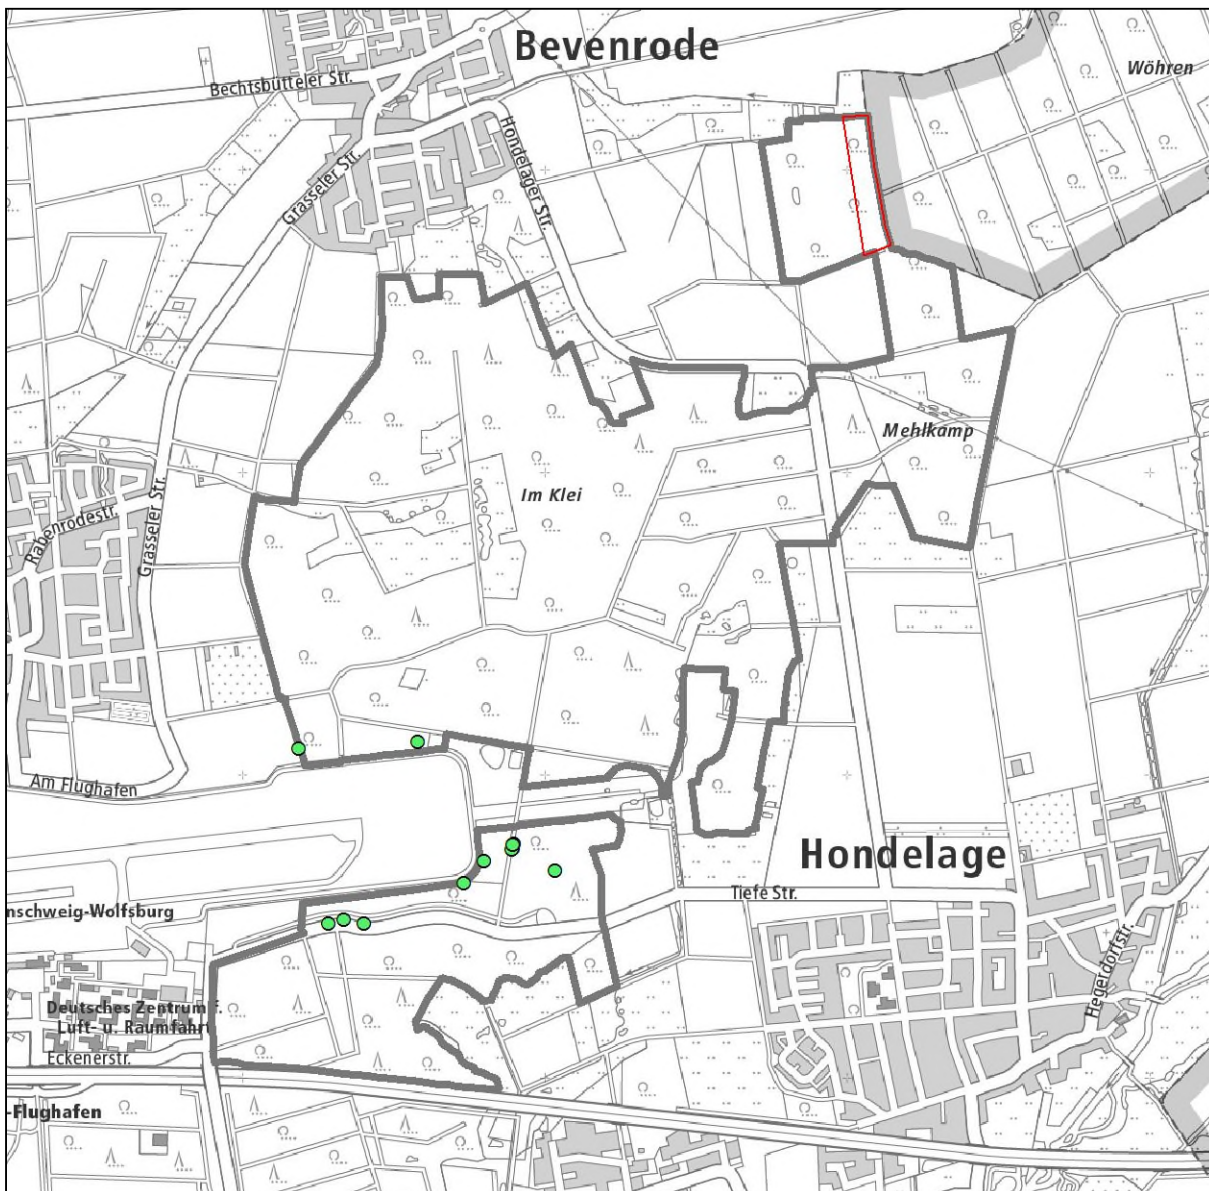 Bevenrode
Wöhren
Bechtsbütteler Str.
Hondelager Str.
Grasseler Str.
Mehlkamp
Im Klei
Rabenrodestr.
Grasseler Str.
Am Flughafen
Hondelage
Tiefe Str.
nschweig-Wolfsburg
Hegerdorfstr.
Deutsches Zentrum f.
Luft- u. Raumfahrt
Eckenerstr.
-Flughafen